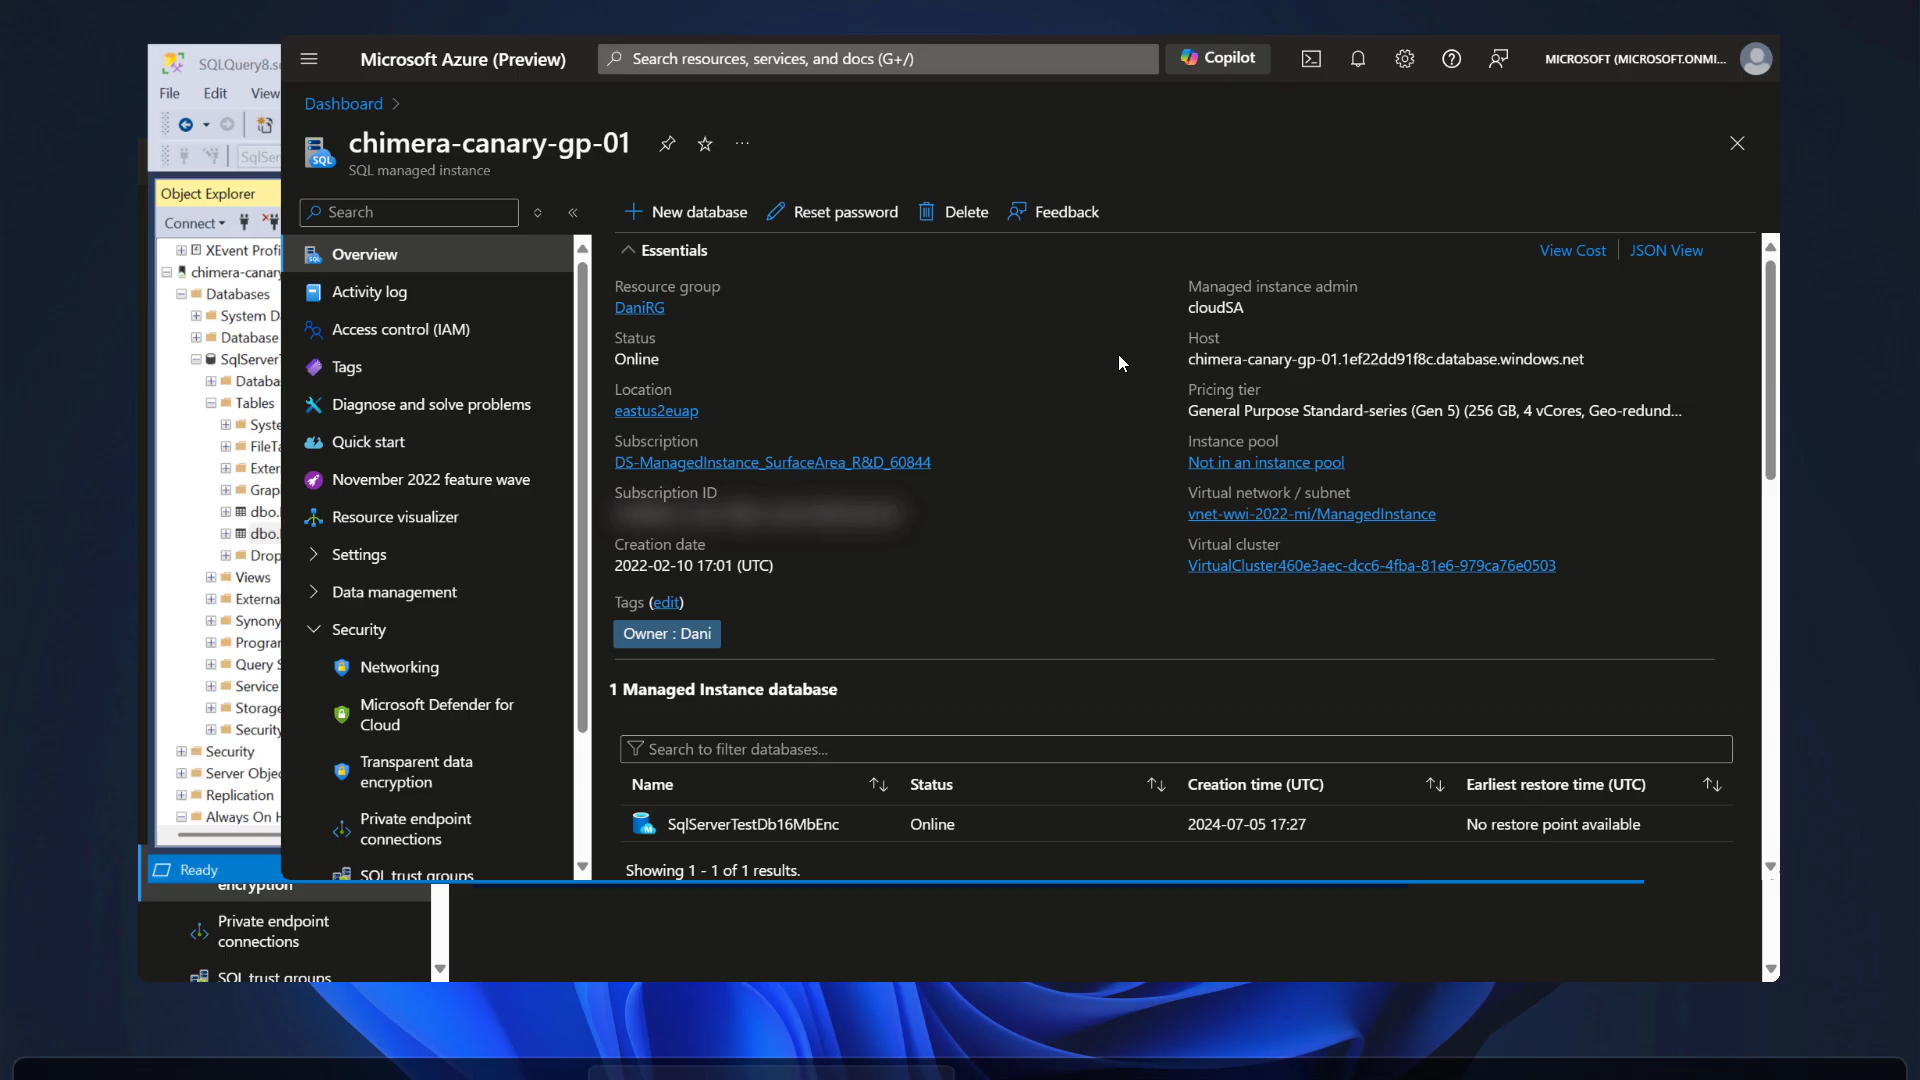 SQLQuery8.s
File Edit View
SqlSer
Object Explorer
Connect
XEvent Profi
chimera-canary
Databases
System D
Database
SqlServerT
Databa
Tables
Syste
FileTa
Exter
Grap
dbo.
dbo.
Drop
Views
Externa
Synony
Program
Query S
Service
Storage
Security
Security
Server Objec
Replication
Always On H
Ready
encryption
Private endpoint
connections
SQL trust groups
Microsoft Azure (Preview)
Search resources, services, and docs (G+/)
Copilot
MICROSOFT (MICROSOFT.ONMI...
Dashboard
chimera-canary-gp-01
SQL
SQL managed instance
Search
Overview
Activity log
Access control (IAM)
Tags
Diagnose and solve problems
Quick start
November 2022 feature wave
Resource visualizer
Settings
Data management
Security
Networking
Microsoft Defender for
Cloud
Transparent data
encryption
Private endpoint
connections
SQL trust groups
New database Reset password Delete Feedback
Essentials
View Cost JSON View
Resource group
DaniRG
Status
Online
Location
eastus2euap
Subscription
DS-ManagedInstance_SurfaceArea_R&D_60844
Subscription ID
Creation date
2022-02-10 17:01 (UTC)
Tags (edit)
Owner : Dani
Managed instance admin
cloudSA
Host
chimera-canary-gp-01.1ef22dd91f8c.database.windows.net
Pricing tier
General Purpose Standard-series (Gen 5) (256 GB, 4 vCores, Geo-redund...
Instance pool
Not in an instance pool
Virtual network / subnet
vnet-wwi-2022-mi/ManagedInstance
Virtual cluster
VirtualCluster460e3aec-dcc6-4fba-81e6-979ca76e0503
1 Managed Instance database
Search to filter databases...
Name Status Creation time (UTC) Earliest restore time (UTC)
SqlServerTestDb16MbEnc Online 2024-07-05 17:27 No restore point available
Showing 1 - 1 of 1 results.